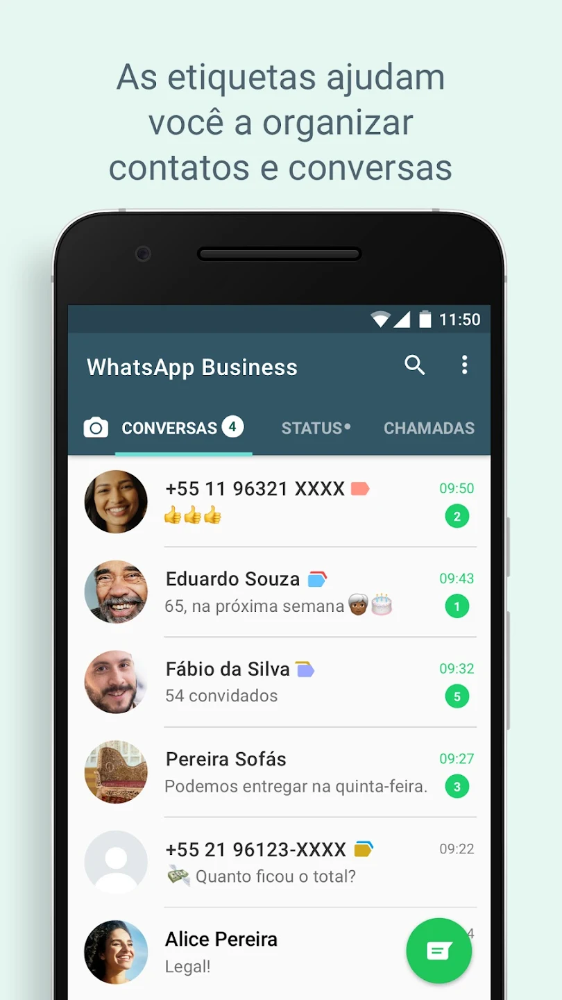 As etiquetas ajudam
você a organizar
contatos e conversas
11:50
WhatsApp Business
CONVERSAS 4 STATUS• CHAMADAS
+55 11 96321 XXXX 09:50
👍👍👍 2
Eduardo Souza 09:43
65, na próxima semana 👵🏾🎂 1
Fábio da Silva 09:32
54 convidados 5
Pereira Sofás 09:27
Podemos entregar na quinta-feira. 3
+55 21 96123-XXXX 09:22
💸 Quanto ficou o total?
Alice Pereira
Legal!